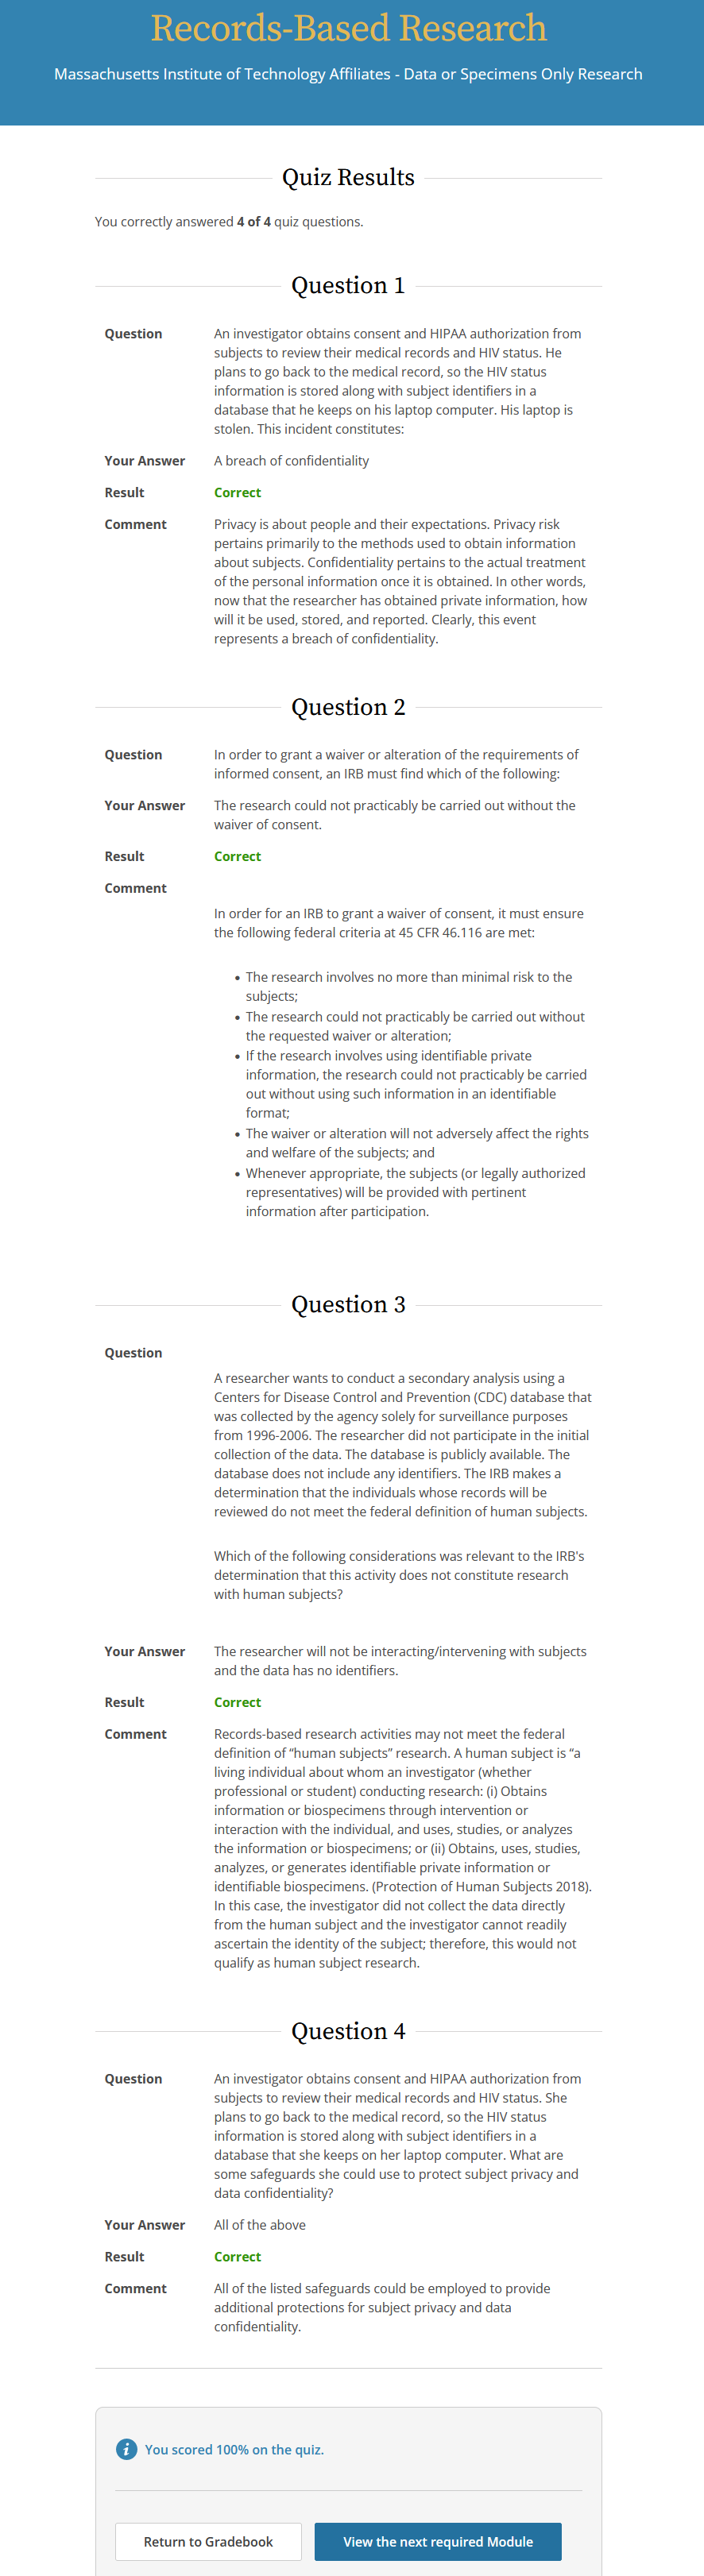 Records-Based Research
Massachusetts Institute of Technology Affiliates - Data or Specimens Only Research
Quiz Results
You correctly answered 4 of 4 quiz questions.
Question 1
Question
An investigator obtains consent and HIPAA authorization from
subjects to review their medical records and HIV status. He
plans to go back to the medical record, so the HIV status
information is stored along with subject identifiers in a
database that he keeps on his laptop computer. His laptop is
stolen. This incident constitutes:
Your Answer
A breach of confidentiality
Result
Correct
Comment
Privacy is about people and their expectations. Privacy risk
pertains primarily to the methods used to obtain information
about subjects. Confidentiality pertains to the actual treatment
of the personal information once it is obtained. In other words,
now that the researcher has obtained private information, how
will it be used, stored, and reported. Clearly, this event
represents a breach of confidentiality.
Question 2
Question
In order to grant a waiver or alteration of the requirements of
informed consent, an IRB must find which of the following:
Your Answer
The research could not practicably be carried out without the
waiver of consent.
Result
Correct
Comment
In order for an IRB to grant a waiver of consent, it must ensure
the following federal criteria at 45 CFR 46.116 are met:
• The research involves no more than minimal risk to the
subjects;
• The research could not practicably be carried out without
the requested waiver or alteration;
• If the research involves using identifiable private
information, the research could not practicably be carried
out without using such information in an identifiable
format;
• The waiver or alteration will not adversely affect the rights
and welfare of the subjects; and
• Whenever appropriate, the subjects (or legally authorized
representatives) will be provided with pertinent
information after participation.
Question 3
Question
A researcher wants to conduct a secondary analysis using a
Centers for Disease Control and Prevention (CDC) database that
was collected by the agency solely for surveillance purposes
from 1996-2006. The researcher did not participate in the initial
collection of the data. The database is publicly available. The
database does not include any identifiers. The IRB makes a
determination that the individuals whose records will be
reviewed do not meet the federal definition of human subjects.
Which of the following considerations was relevant to the IRB's
determination that this activity does not constitute research
with human subjects?
Your Answer
The researcher will not be interacting/intervening with subjects
and the data has no identifiers.
Result
Correct
Comment
Records-based research activities may not meet the federal
definition of “human subjects” research. A human subject is “a
living individual about whom an investigator (whether
professional or student) conducting research: (i) Obtains
information or biospecimens through intervention or
interaction with the individual, and uses, studies, or analyzes
the information or biospecimens; or (ii) Obtains, uses, studies,
analyzes, or generates identifiable private information or
identifiable biospecimens. (Protection of Human Subjects 2018).
In this case, the investigator did not collect the data directly
from the human subject and the investigator cannot readily
ascertain the identity of the subject; therefore, this would not
qualify as human subject research.
Question 4
Question
An investigator obtains consent and HIPAA authorization from
subjects to review their medical records and HIV status. She
plans to go back to the medical record, so the HIV status
information is stored along with subject identifiers in a
database that she keeps on her laptop computer. What are
some safeguards she could use to protect subject privacy and
data confidentiality?
Your Answer
All of the above
Result
Correct
Comment
All of the listed safeguards could be employed to provide
additional protections for subject privacy and data
confidentiality.
You scored 100% on the quiz.
Return to Gradebook
View the next required Module